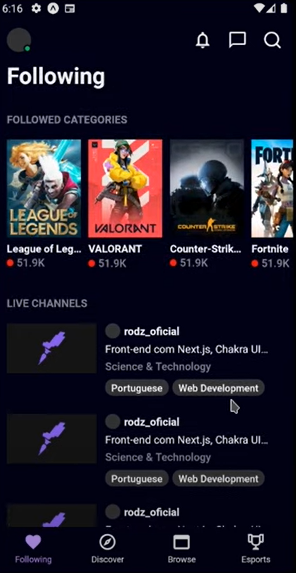 6:16
Following
FOLLOWED CATEGORIES
LEAGUE OF
LEGENDS
COUNTER STRIKE
FORT
League of Leg... VALORANT Counter-Strik... Fortnite
51.9K 51.9K 51.9K 51.9K
LIVE CHANNELS
rodz_oficial
Front-end com Next.js, Chakra UI...
Science & Technology
Portuguese Web Development
rodz_oficial
Front-end com Next.js, Chakra UI...
Science & Technology
Portuguese Web Development
rodz_oficial
Following Discover Browse Esports